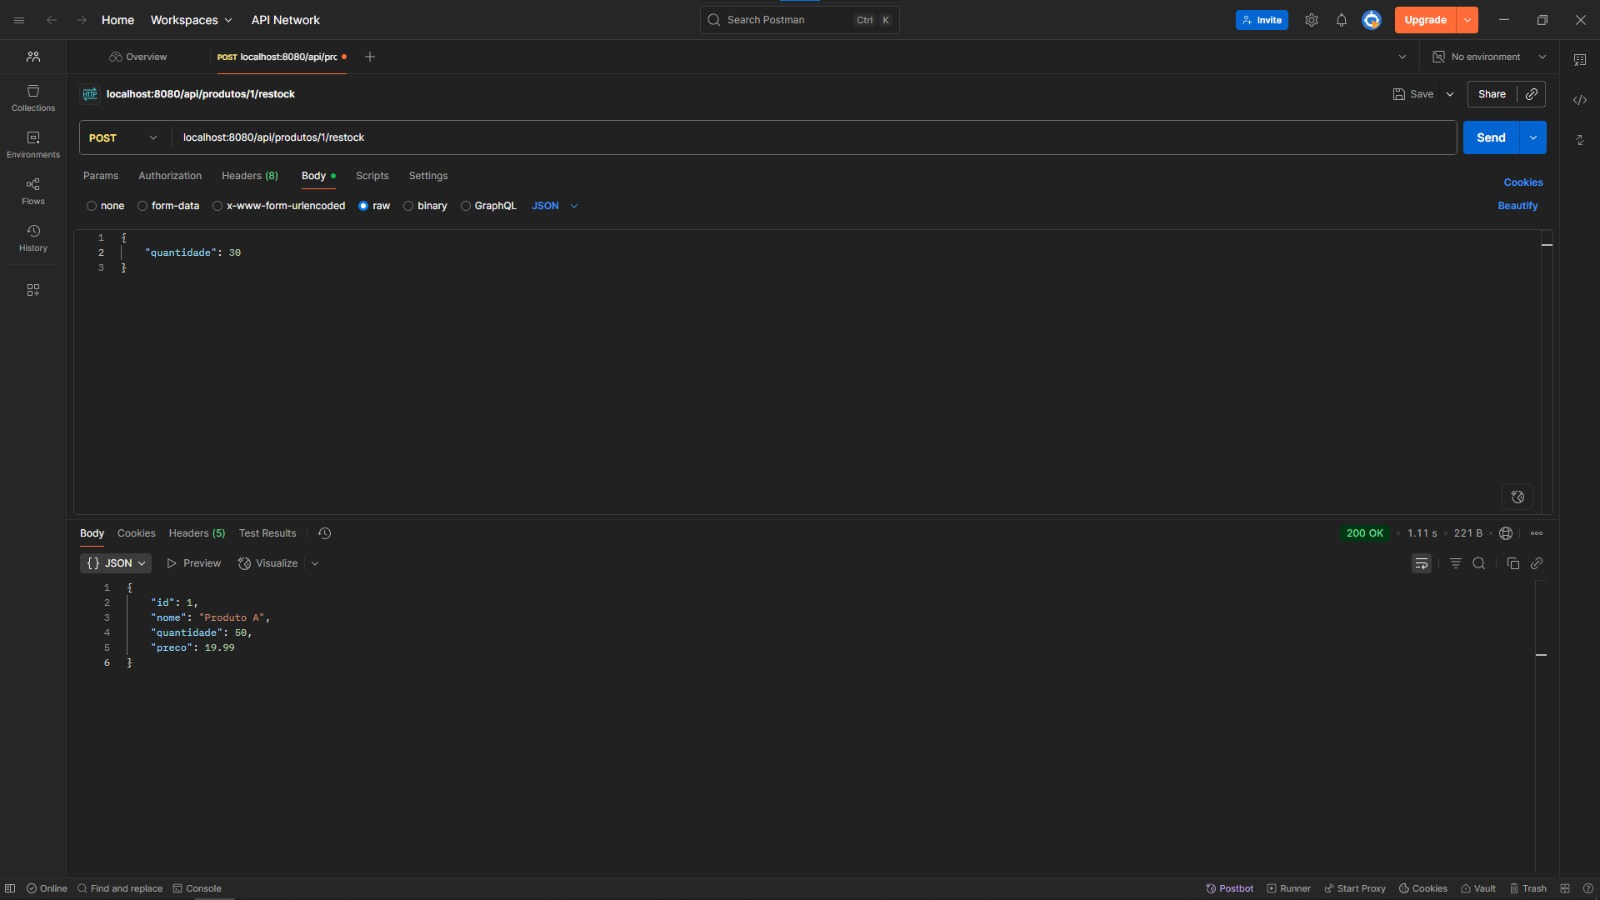 Home Workspaces API Network Search Postman Ctrl K Invite Upgrade
Overview POST localhost:8080/api/prc No environment
HTTP localhost:8080/api/produtos/1/restock Save Share
POST localhost:8080/api/produtos/1/restock Send
Params Authorization Headers (8) Body Scripts Settings Cookies
none form-data x-www-form-urlencoded raw binary GraphQL JSON Beautify
1 {
2 "quantidade": 30
3 }
Collections
Environments
Flows
History
Body Cookies Headers (5) Test Results 200 OK 1.11 s 221 B
{} JSON Preview Visualize
1 {
2 "id": 1,
3 "nome": "Produto A",
4 "quantidade": 50,
5 "preco": 19.99
6 }
Online Find and replace Console Postbot Runner Start Proxy Cookies Vault Trash